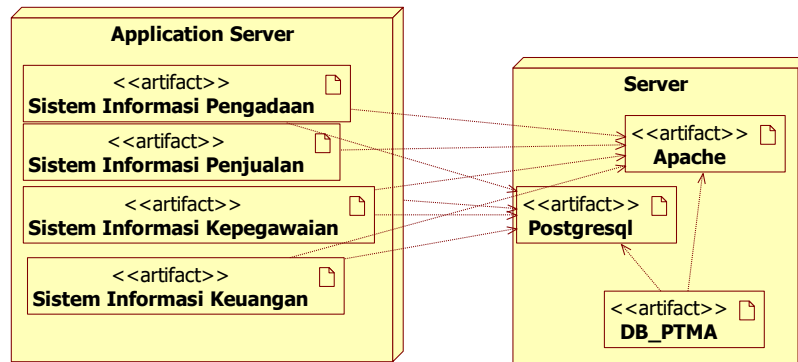 Application Server
<<artifact>>
Sistem Informasi Pengadaan
<<artifact>>
Sistem Informasi Penjualan
<<artifact>>
Sistem Informasi Kepegawaian
<<artifact>>
Sistem Informasi Keuangan
Server
<<artifact>>
Apache
<<artifact>>
Postgresql
<<artifact>>
DB_PTMA